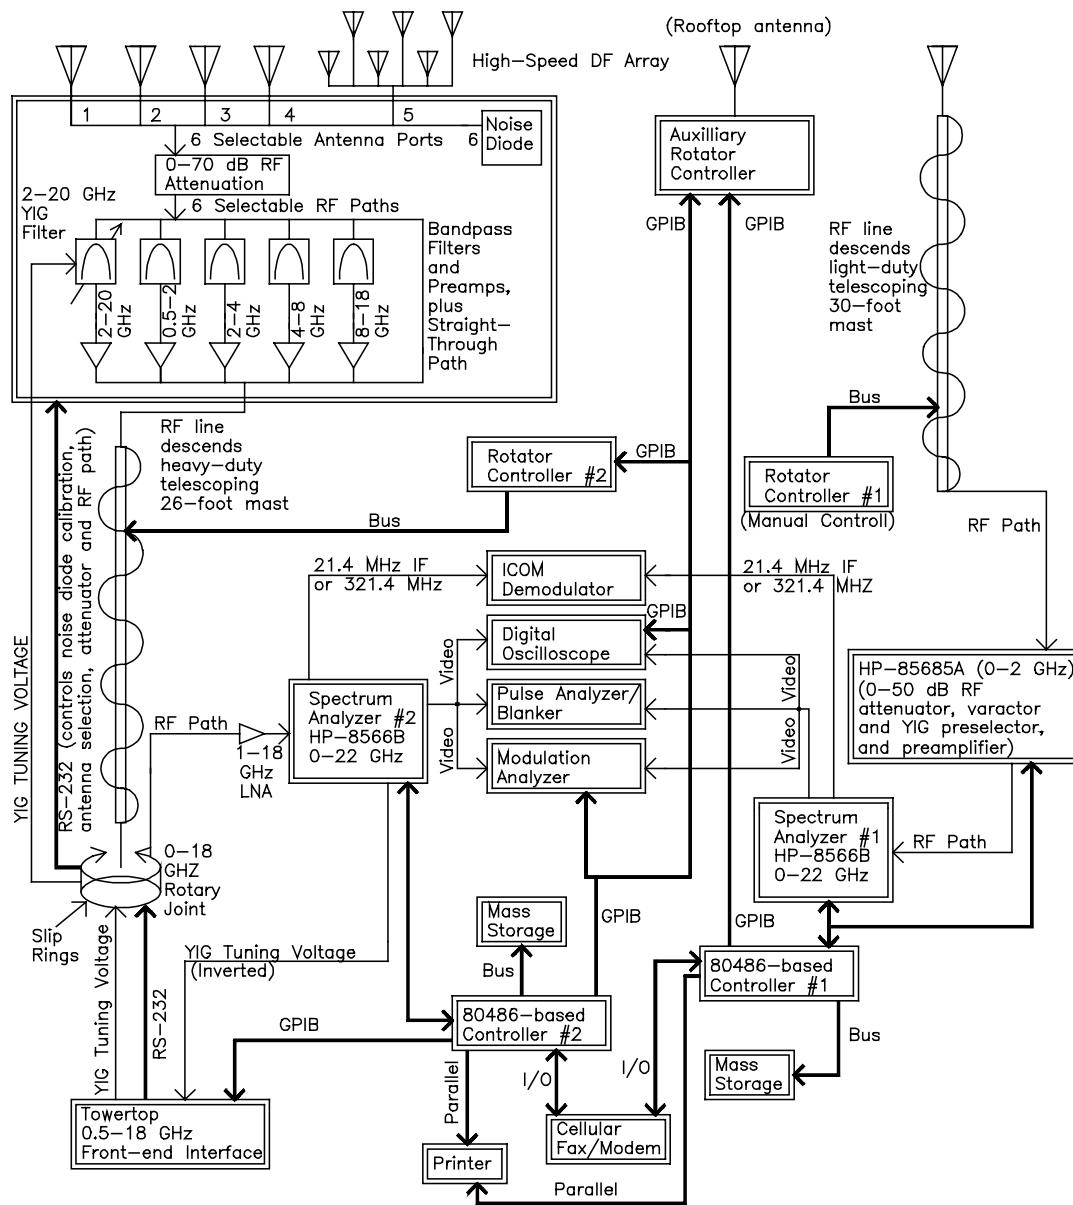 (Rooftop antenna)
High-Speed DF Array
1
2
3
4
5
6 Selectable Antenna Ports
6
Noise
Diode
0-70 dB RF
Attenuation
6 Selectable RF Paths
2-20 GHz
YIG
Filter
2-20
GHz
0.5-2
GHz
2-4
GHz
4-8
GHz
8-18
GHz
Bandpass
Filters
and
Preamps,
plus
Straight-
Through
Path
Auxilliary
Rotator
Controller
GPIB
GPIB
RF line
descends
light-duty
telescoping
30-foot
mast
Bus
Rotator
Controller #1
(Manual Controll)
RF Path
RF line
descends
heavy-duty
telescoping
26-foot mast
Rotator
Controller #2
GPIB
Bus
YIG TUNING VOLTAGE
RS-232 (controls noise diode calibration,
antenna selection, attenuator and RF path)
21.4 MHz IF
or 321.4 MHZ
ICOM
Demodulator
21.4 MHz IF
or 321.4 MHZ
GPIB
Digital
Oscilloscope
Video
Video
Pulse Analyzer/
Blanker
Modulation
Analyzer
Video
Video
Spectrum
Analyzer #2
HP-8566B
0-22 GHz
RF Path
1-18
GHz
LNA
HP-85685A (0-2 GHz)
(0-50 dB RF
attenuator, varactor
and YIG preselector,
and preamplifier)
Spectrum
Analyzer #1
HP-8566B
0-22 GHz
RF Path
0-18
GHZ
Rotary
Joint
Slip
Rings
YIG Tuning Voltage
RS-232
YIG Tuning Voltage
(Inverted)
Mass
Storage
Bus
GPIB
GPIB
80486-based
Controller #1
80486-based
Controller #2
GPIB
Bus
Mass
Storage
I/O
I/O
Parallel
Towertop
0.5-18 GHz
Front-end Interface
Cellular
Fax/Modem
Printer
Parallel